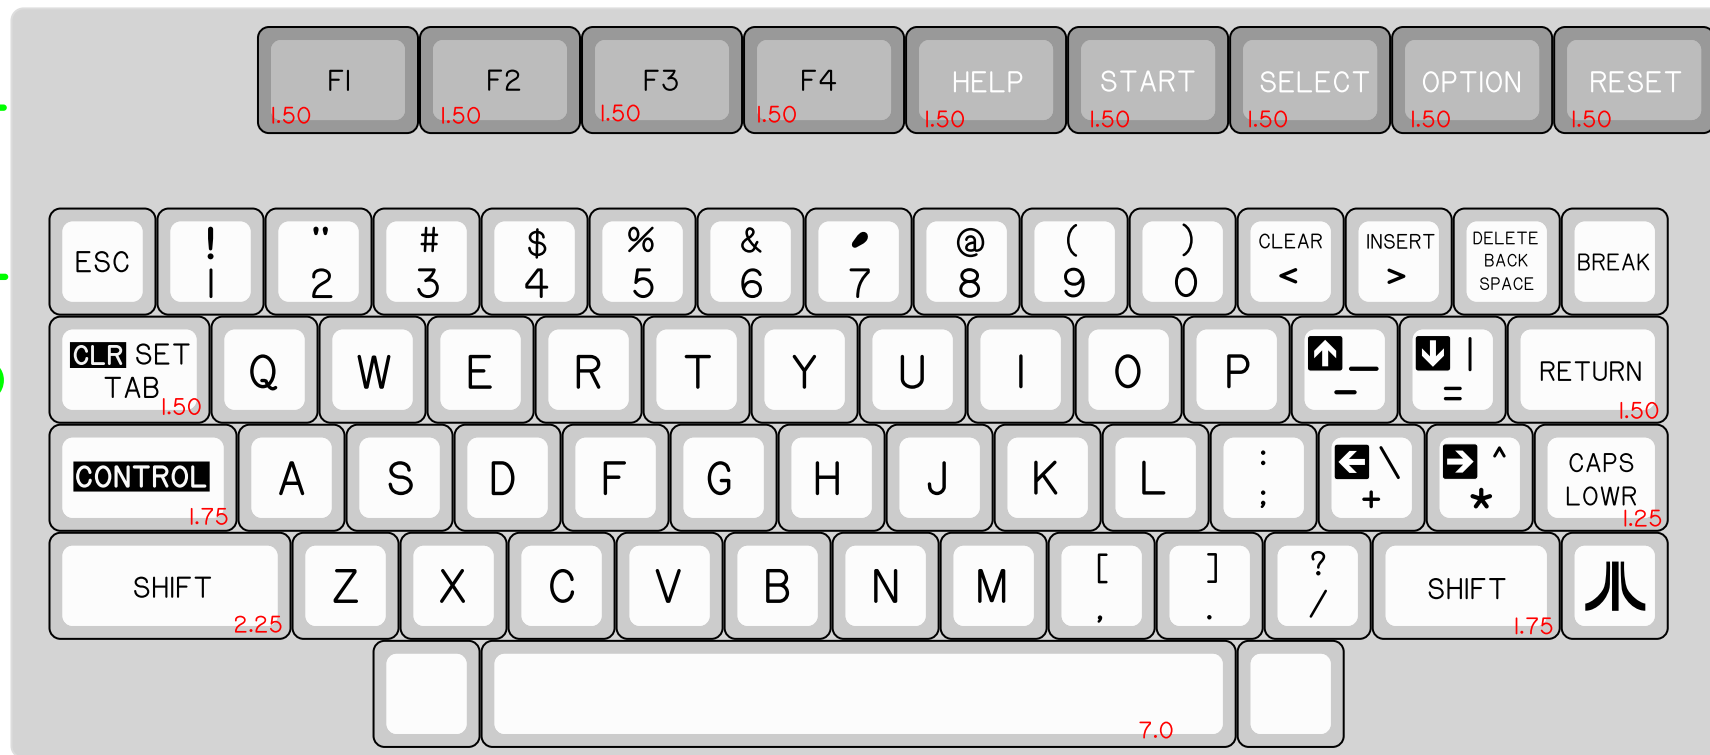 F1 F2 F3 F4 HELP START SELECT OPTION RESET
1.50 1.50 1.50 1.50 1.50 1.50 1.50 1.50 1.50
! " # $ % & ' @ ( ) CLEAR INSERT DELETE
ESC BACK BREAK
1 2 3 4 5 6 7 8 9 0 < > SPACE
CLR SET ↑ _ ↓ |
Q W E R T Y U I O P RETURN
TAB - =
1.50 1.50
: ← \ → ^ CAPS
CONTROL A S D F G H J K L
; + * LOWR
1.75 1.25
[ ] ?
SHIFT Z X C V B N M SHIFT
, . /
2.25 1.75
7.0